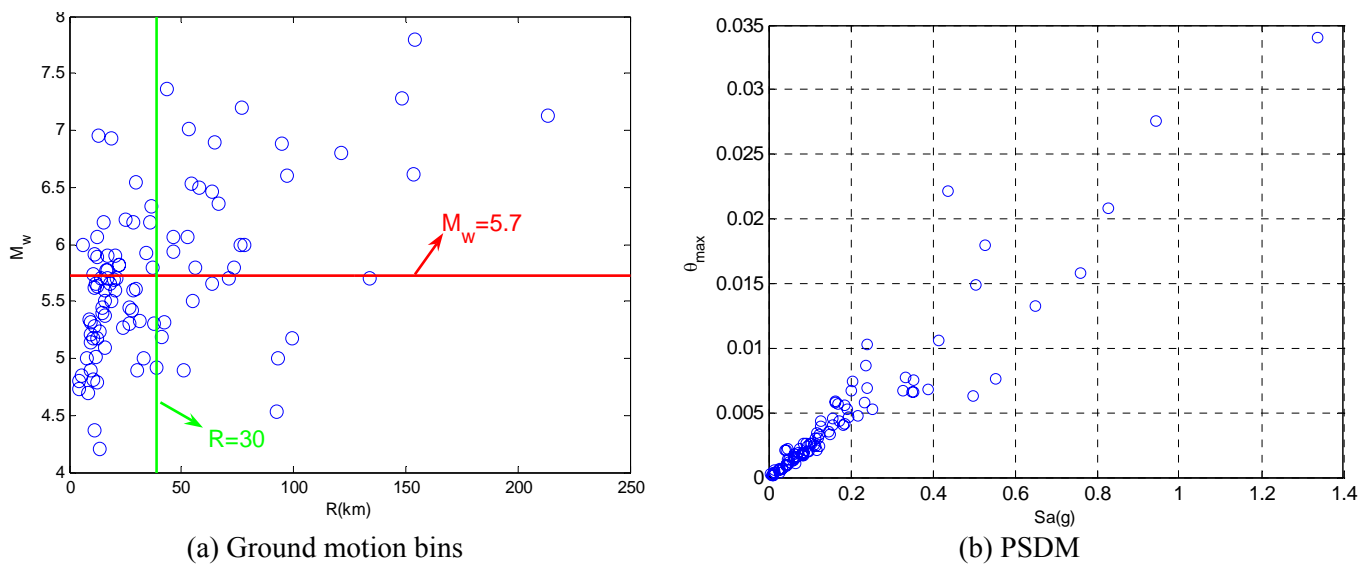 8
7.5
7
6.5
6
5.5
5
4.5
4
M_w
M_w=5.7
R=30
0 50 100 150 200 250
R(km)
(a) Ground motion bins
0.035
0.03
0.025
0.02
0.015
0.01
0.005
0
θ_max
0 0.2 0.4 0.6 0.8 1 1.2 1.4
Sa(g)
(b) PSDM